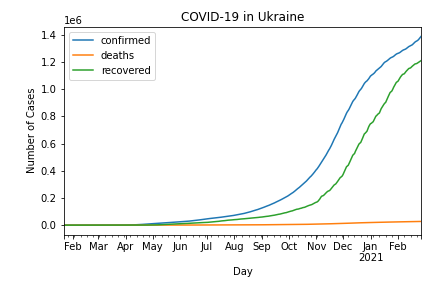 COVID-19 in Ukraine
1e6
1.4
1.2
1.0
0.8
0.6
0.4
0.2
0.0
Number of Cases
confirmed
deaths
recovered
Feb Mar Apr May Jun Jul Aug Sep Oct Nov Dec Jan Feb
2021
Day